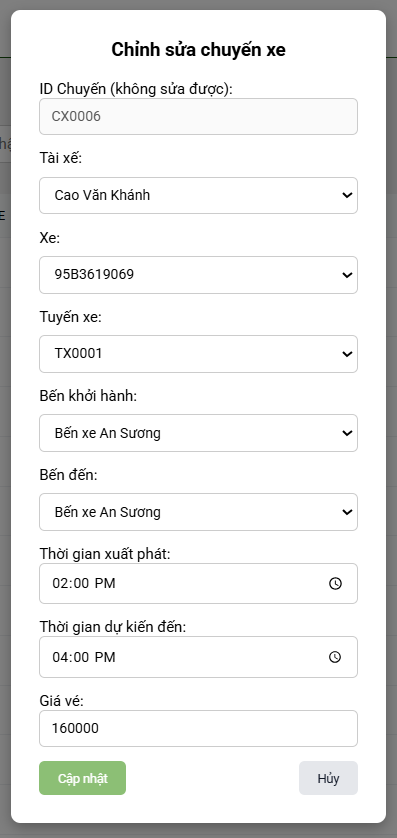 Chỉnh sửa chuyến xe
ID Chuyến (không sửa được):
CX0006
Tài xế:
Cao Văn Khánh
Xe:
95B3619069
Tuyến xe:
TX0001
Bến khởi hành:
Bến xe An Sương
Bến đến:
Bến xe An Sương
Thời gian xuất phát:
02:00 PM
Thời gian dự kiến đến:
04:00 PM
Giá vé:
160000
Cập nhật Hủy